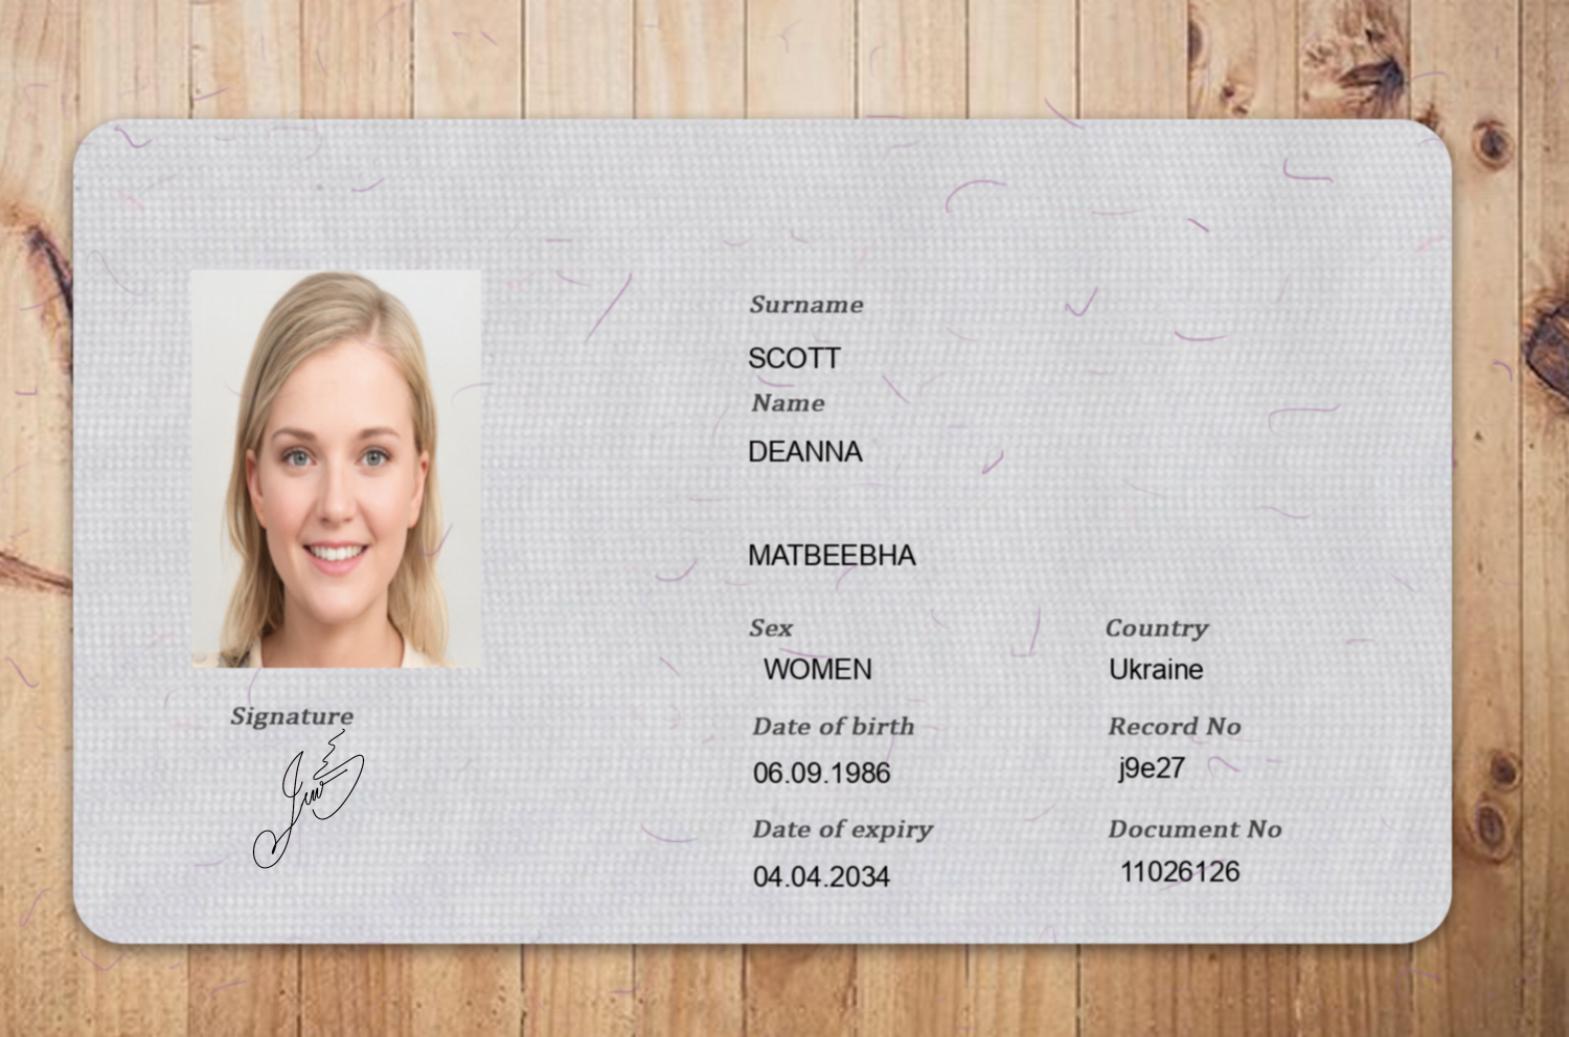 Surname
SCOTT
Name
DEANNA
MATBEEBHA
Sex
Country
WOMEN
Ukraine
Date of birth
Record No
06.09.1986
j9e27
Date of expiry
Document No
04.04.2034
11026126
Signature